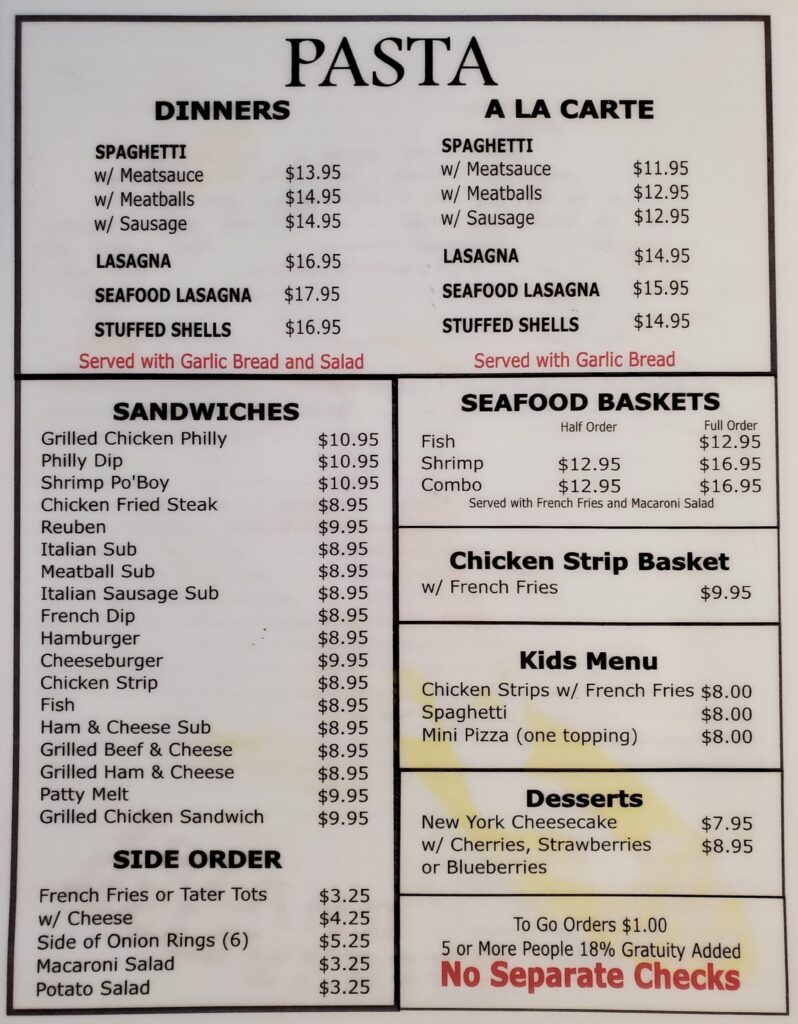 PASTA
DINNERS
SPAGHETTI
w/ Meatsauce $13.95
w/ Meatballs $14.95
w/ Sausage $14.95
LASAGNA $16.95
SEAFOOD LASAGNA $17.95
STUFFED SHELLS $16.95
Served with Garlic Bread and Salad
A LA CARTE
SPAGHETTI
w/ Meatsauce $11.95
w/ Meatballs $12.95
w/ Sausage $12.95
LASAGNA $14.95
SEAFOOD LASAGNA $15.95
STUFFED SHELLS $14.95
Served with Garlic Bread
SANDWICHES
Grilled Chicken Philly $10.95
Philly Dip $10.95
Shrimp Po'Boy $10.95
Chicken Fried Steak $8.95
Reuben $9.95
Italian Sub $8.95
Meatball Sub $8.95
Italian Sausage Sub $8.95
French Dip $8.95
Hamburger $8.95
Cheeseburger $9.95
Chicken Strip $8.95
Fish $8.95
Ham & Cheese Sub $8.95
Grilled Beef & Cheese $8.95
Grilled Ham & Cheese $8.95
Patty Melt $9.95
Grilled Chicken Sandwich $9.95
SIDE ORDER
French Fries or Tater Tots $3.25
w/ Cheese $4.25
Side of Onion Rings (6) $5.25
Macaroni Salad $3.25
Potato Salad $3.25
SEAFOOD BASKETS
Half Order Full Order
Fish $12.95
Shrimp $12.95 $16.95
Combo $12.95 $16.95
Served with French Fries and Macaroni Salad
Chicken Strip Basket
w/ French Fries $9.95
Kids Menu
Chicken Strips w/ French Fries $8.00
Spaghetti $8.00
Mini Pizza (one topping) $8.00
Desserts
New York Cheesecake $7.95
w/ Cherries, Strawberries $8.95
or Blueberries
To Go Orders $1.00
5 or More People 18% Gratuity Added
No Separate Checks